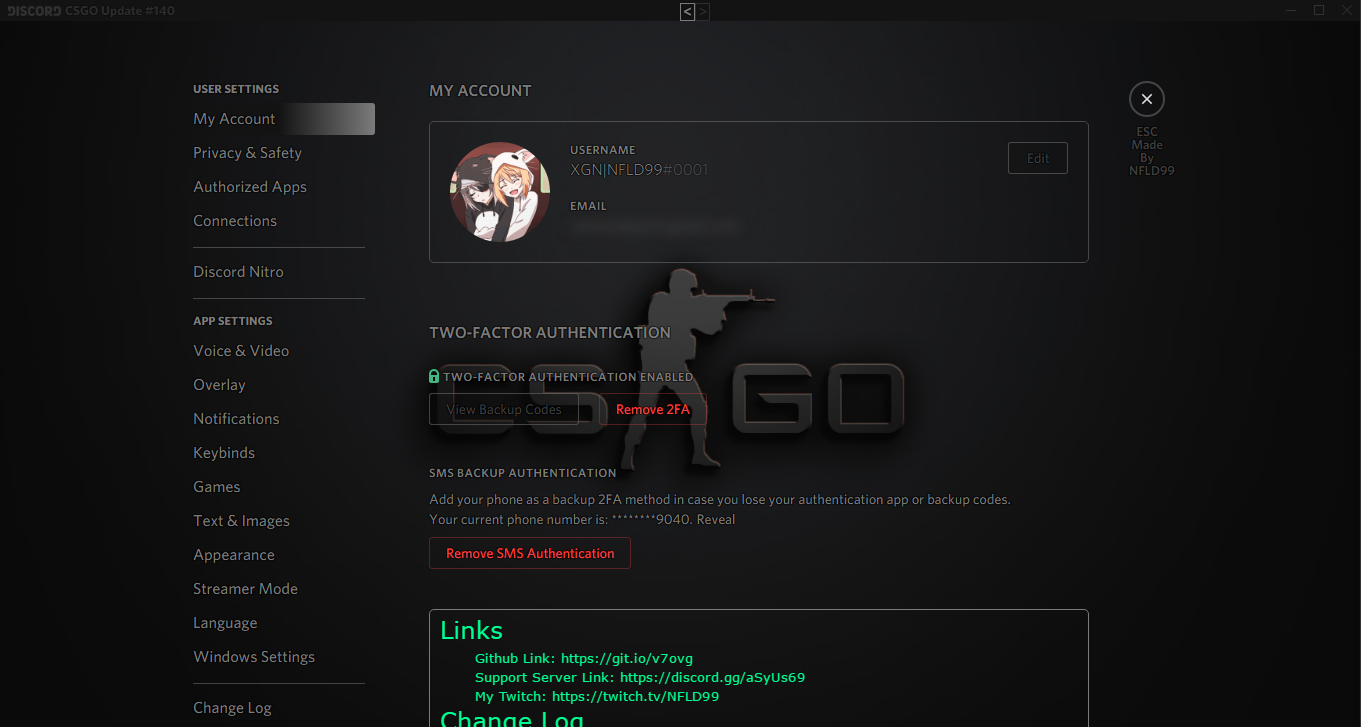 DISCORD CSGO Update #140
< >
USER SETTINGS
My Account
Privacy & Safety
Authorized Apps
Connections
Discord Nitro
APP SETTINGS
Voice & Video
Overlay
Notifications
Keybinds
Games
Text & Images
Appearance
Streamer Mode
Language
Windows Settings
Change Log
MY ACCOUNT
USERNAME
XGN|NFLD99#0001
Edit
EMAIL
TWO-FACTOR AUTHENTICATION
TWO-FACTOR AUTHENTICATION ENABLED
View Backup Codes
Remove 2FA
CS GO
SMS BACKUP AUTHENTICATION
Add your phone as a backup 2FA method in case you lose your authentication app or backup codes.
Your current phone number is: ********9040. Reveal
Remove SMS Authentication
Links
Github Link: https://git.io/v7ovg
Support Server Link: https://discord.gg/aSyUs69
My Twitch: https://twitch.tv/NFLD99
Change Log
ESC
Made
By
NFLD99